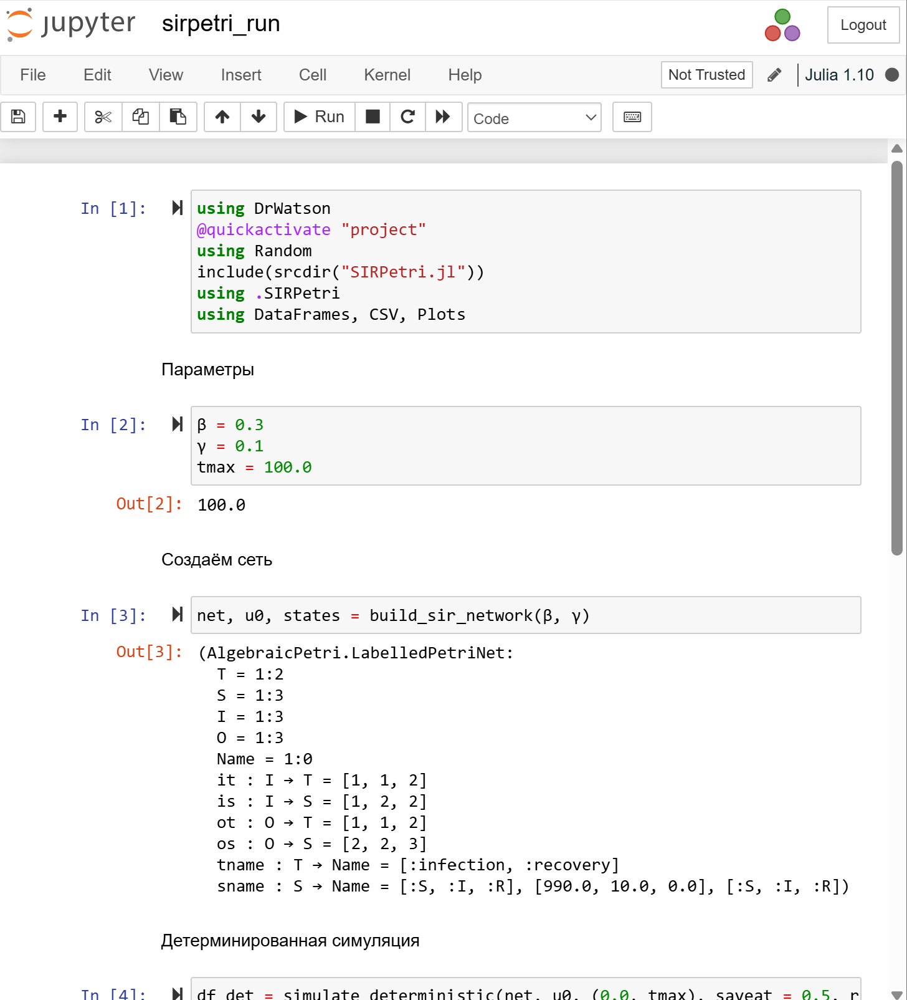 jupyter sirpetri_run Logout
File Edit View Insert Cell Kernel Help Not Trusted Julia 1.10
Run Code
In [1]: using DrWatson
@quickactivate "project"
using Random
include(srcdir("SIRPetri.jl"))
using .SIRPetri
using DataFrames, CSV, Plots
Параметры
In [2]: β = 0.3
γ = 0.1
tmax = 100.0
Out[2]: 100.0
Создаём сеть
In [3]: net, u0, states = build_sir_network(β, γ)
Out[3]: (AlgebraicPetri.LabelledPetriNet:
T = 1:2
S = 1:3
I = 1:3
O = 1:3
Name = 1:0
it : I → T = [1, 1, 2]
is : I → S = [1, 2, 2]
ot : O → T = [1, 1, 2]
os : O → S = [2, 2, 3]
tname : T → Name = [:infection, :recovery]
sname : S → Name = [:S, :I, :R], [990.0, 10.0, 0.0], [:S, :I, :R])
Детерминированная симуляция
In [4]: df_det = simulate_deterministic(net, u0, (0.0, tmax), saveat = 0.5, r